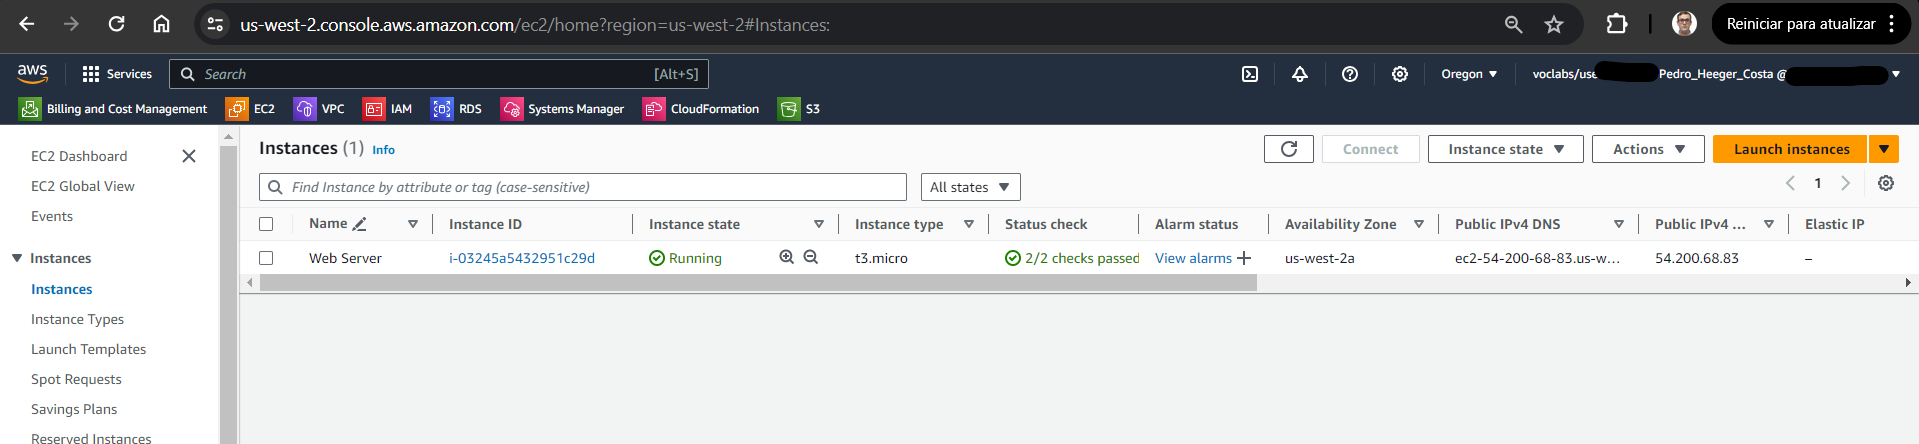 us-west-2.console.aws.amazon.com/ec2/home?region=us-west-2#Instances:
Reiniciar para atualizar
aws
Services
Search
[Alt+S]
Oregon
voclabs/use
Pedro_Heeger_Costa @
Billing and Cost Management
EC2
VPC
IAM
RDS
Systems Manager
CloudFormation
S3
EC2 Dashboard
EC2 Global View
Events
Instances
Instances
Instance Types
Launch Templates
Spot Requests
Savings Plans
Reserved Instances
Instances (1) Info
Connect
Instance state
Actions
Launch instances
Find Instance by attribute or tag (case-sensitive)
All states
1
Name
Instance ID
Instance state
Instance type
Status check
Alarm status
Availability Zone
Public IPv4 DNS
Public IPv4 ...
Elastic IP
Web Server
i-03245a5432951c29d
Running
t3.micro
2/2 checks passed
View alarms +
us-west-2a
ec2-54-200-68-83.us-w...
54.200.68.83
–